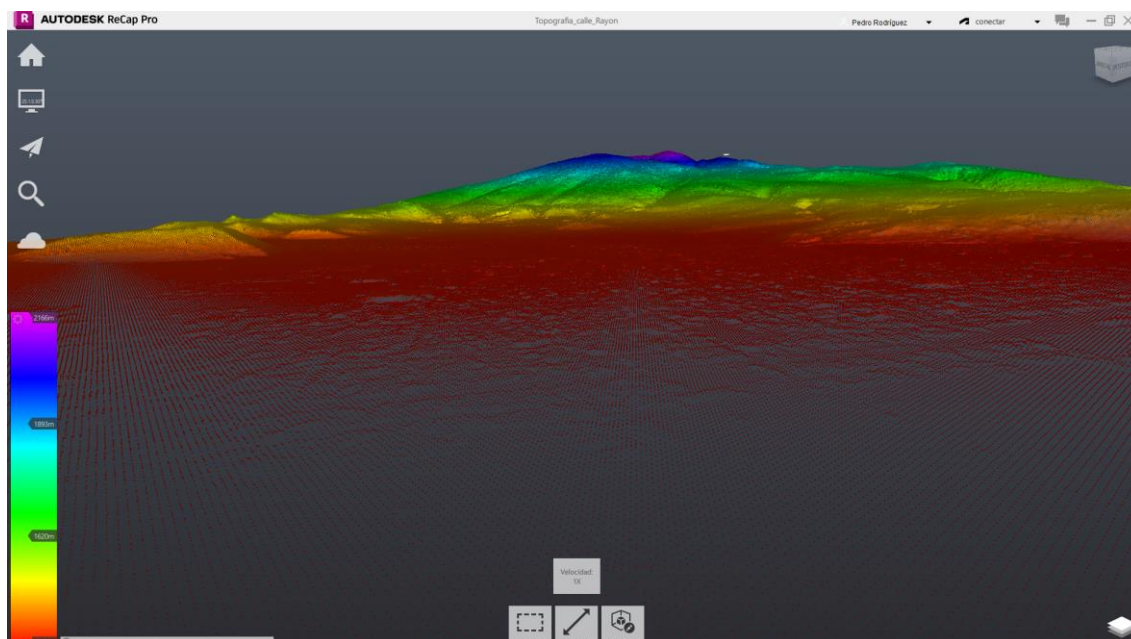 R AUTODESK ReCap Pro
Topografia_calle_Rayon
Pedro Rodríguez
conectar
2166m
1893m
1620m
Velocidad:
1X